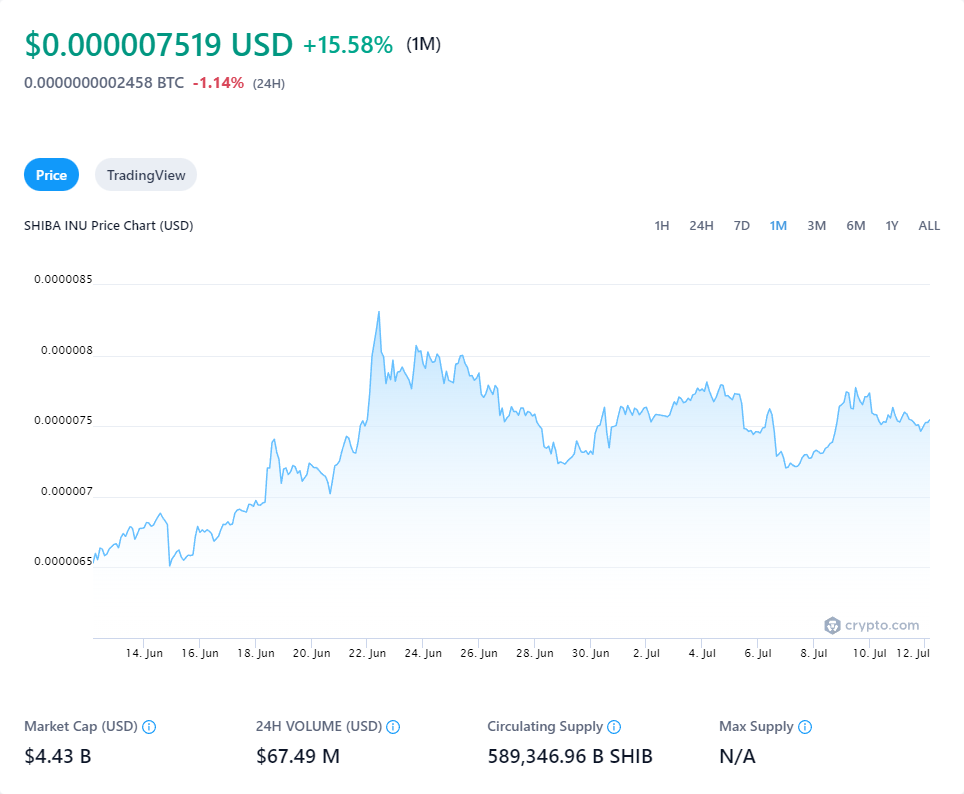 $0.000007519 USD +15.58% (1M)
0.0000000002458 BTC -1.14% (24H)
Price TradingView
SHIBA INU Price Chart (USD) 1H 24H 7D 1M 3M 6M 1Y ALL
0.0000085
0.000008
0.0000075
0.000007
0.0000065
crypto.com
14. Jun 16. Jun 18. Jun 20. Jun 22. Jun 24. Jun 26. Jun 28. Jun 30. Jun 2. Jul 4. Jul 6. Jul 8. Jul 10. Jul 12. Jul
Market Cap (USD) 24H VOLUME (USD) Circulating Supply Max Supply
$4.43 B $67.49 M 589,346.96 B SHIB N/A